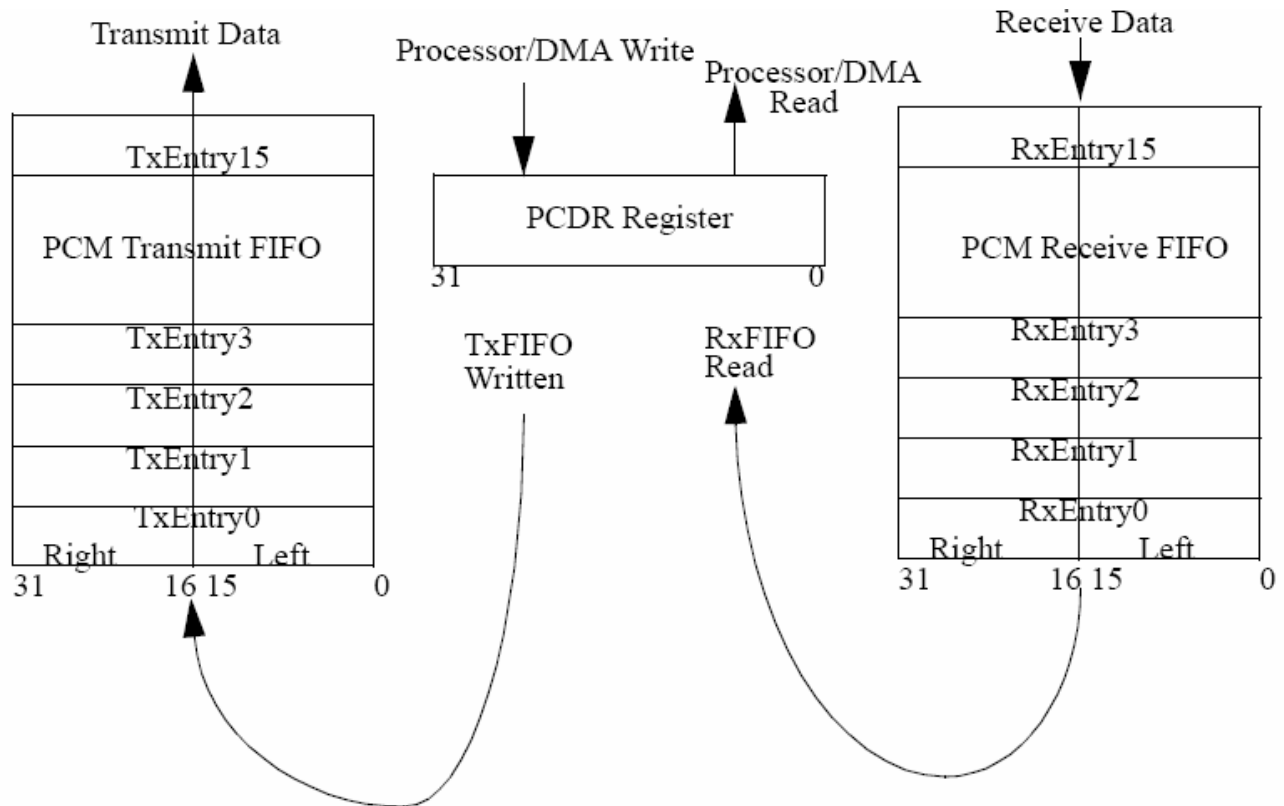 Transmit Data
Processor/DMA Write
Processor/DMA
Read
Receive Data
TxEntry15
PCM Transmit FIFO
TxEntry3
TxEntry2
TxEntry1
TxEntry0
Right Left
31 16 15 0
PCDR Register
31 0
TxFIFO
Written
RxFIFO
Read
RxEntry15
PCM Receive FIFO
RxEntry3
RxEntry2
RxEntry1
RxEntry0
Right Left
31 16 15 0